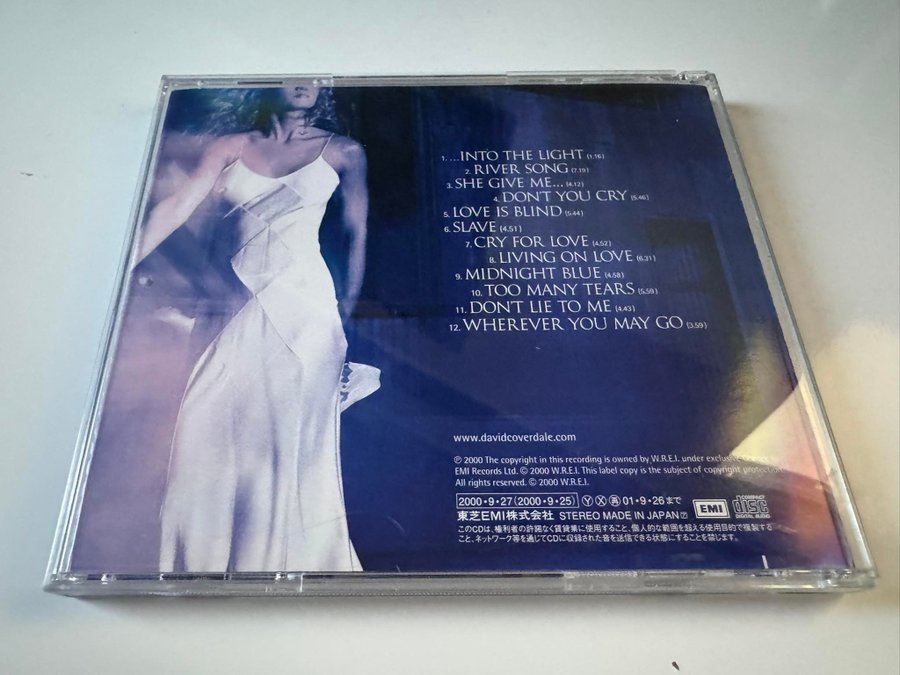 1. ...INTO THE LIGHT {1.16}
2. RIVER SONG {7.19}
3. SHE GIVE ME... {4.12}
4. DON'T YOU CRY {5.46}
5. LOVE IS BLIND {5.44}
6. SLAVE {4.51}
7. CRY FOR LOVE {4.52}
8. LIVING ON LOVE {6.31}
9. MIDNIGHT BLUE {4.58}
10. TOO MANY TEARS {5.59}
11. DON'T LIE TO ME {4.43}
12. WHEREVER YOU MAY GO {3.59}
www.davidcoverdale.com
℗ 2000 The copyright in this recording is owned by W.R.E.I. under exclusive
EMI Records Ltd. © 2000 W.R.E.I. This label copy is the subject of copyright protection.
All rights reserved. © 2000 W.R.E.I.
2000・9・27 (2000・9・25) Ⓨ Ⓧ ㊢ 01・9・26 まで
東芝EMI株式会社 STEREO MADE IN JAPAN
EMI COMPACT disc DIGITAL AUDIO
このCDは、権利者の許諾なく賃貸業に使用すること、個人的な範囲を超える使用目的で複製する
こと、ネットワーク等を通じてCDに収録された音を送信できる状態にすることを禁じます。